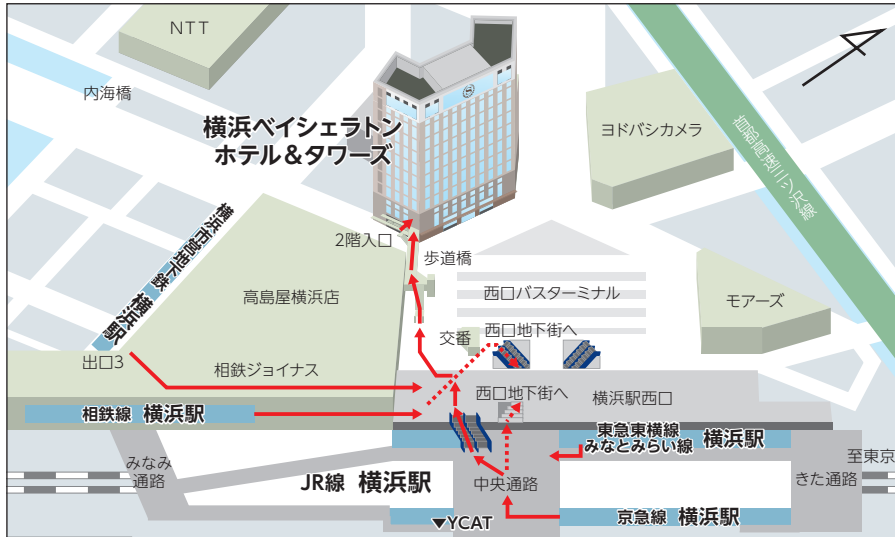 NTT
内海橋
横浜ベイシェラトン
ホテル&タワーズ
ヨドバシカメラ
首都高速三ツ沢線
2階入口
歩道橋
横浜市営地下鉄 横浜駅
高島屋横浜店
西口バスターミナル
モアーズ
交番
西口地下街へ
出口3
相鉄ジョイナス
西口地下街へ
横浜駅西口
相鉄線 横浜駅
東急東横線
みなとみらい線 横浜駅
みなみ
通路
JR線 横浜駅
中央通路
至東京
きた通路
▼YCAT
京急線 横浜駅